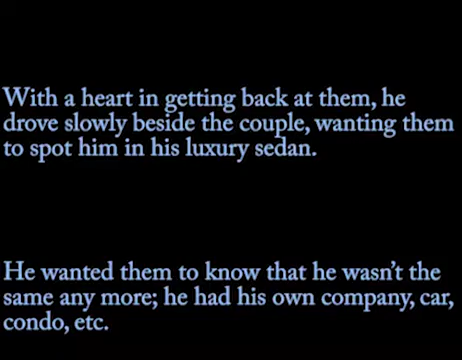 With a heart in getting back at them, he
drove slowly beside the couple, wanting them
to spot him in his luxury sedan.
He wanted them to know that he wasn't the
same any more; he had his own company, car,
condo, etc.